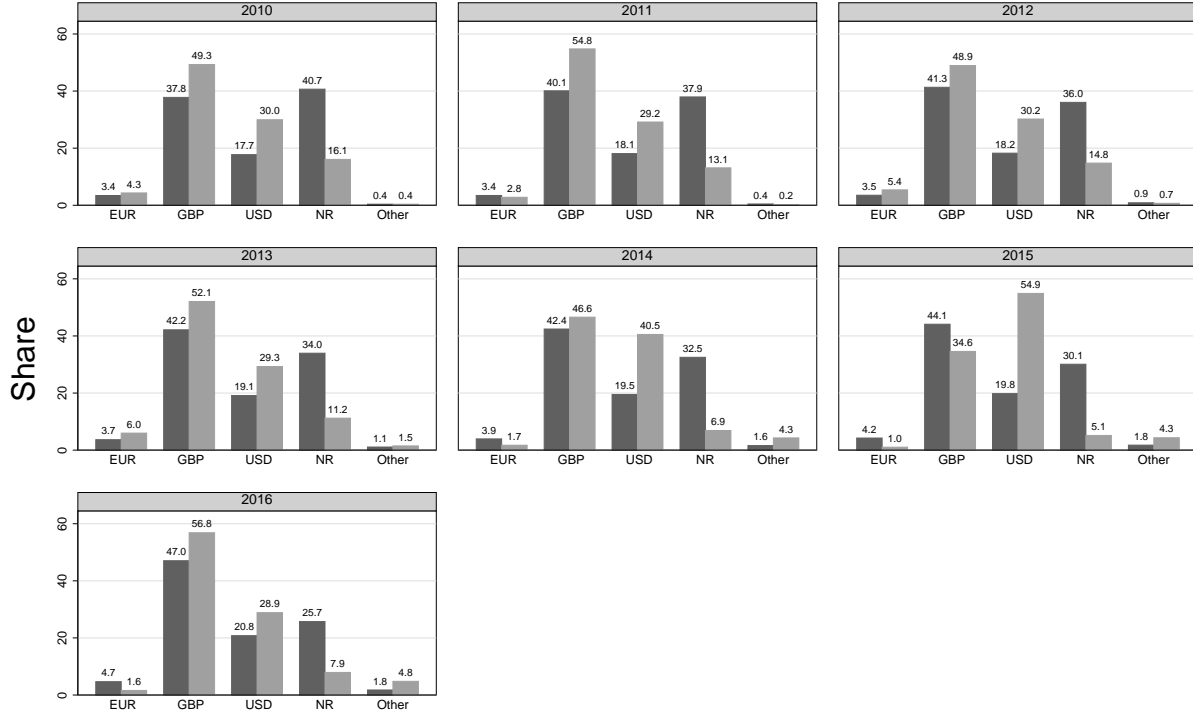 2010
2011
2012
60
40
20
0
3.4 4.3 37.8 49.3 17.7 30.0 40.7 16.1 0.4 0.4
3.4 2.8 40.1 54.8 18.1 29.2 37.9 13.1 0.4 0.2
3.5 5.4 41.3 48.9 18.2 30.2 36.0 14.8 0.9 0.7
EUR GBP USD NR Other
EUR GBP USD NR Other
EUR GBP USD NR Other
Share
2013
2014
2015
60
40
20
0
3.7 6.0 42.2 52.1 19.1 29.3 34.0 11.2 1.1 1.5
3.9 1.7 42.4 46.6 19.5 40.5 32.5 6.9 1.6 4.3
4.2 1.0 44.1 34.6 19.8 54.9 30.1 5.1 1.8 4.3
EUR GBP USD NR Other
EUR GBP USD NR Other
EUR GBP USD NR Other
2016
60
40
20
0
4.7 1.6 47.0 56.8 20.8 28.9 25.7 7.9 1.8 4.8
EUR GBP USD NR Other